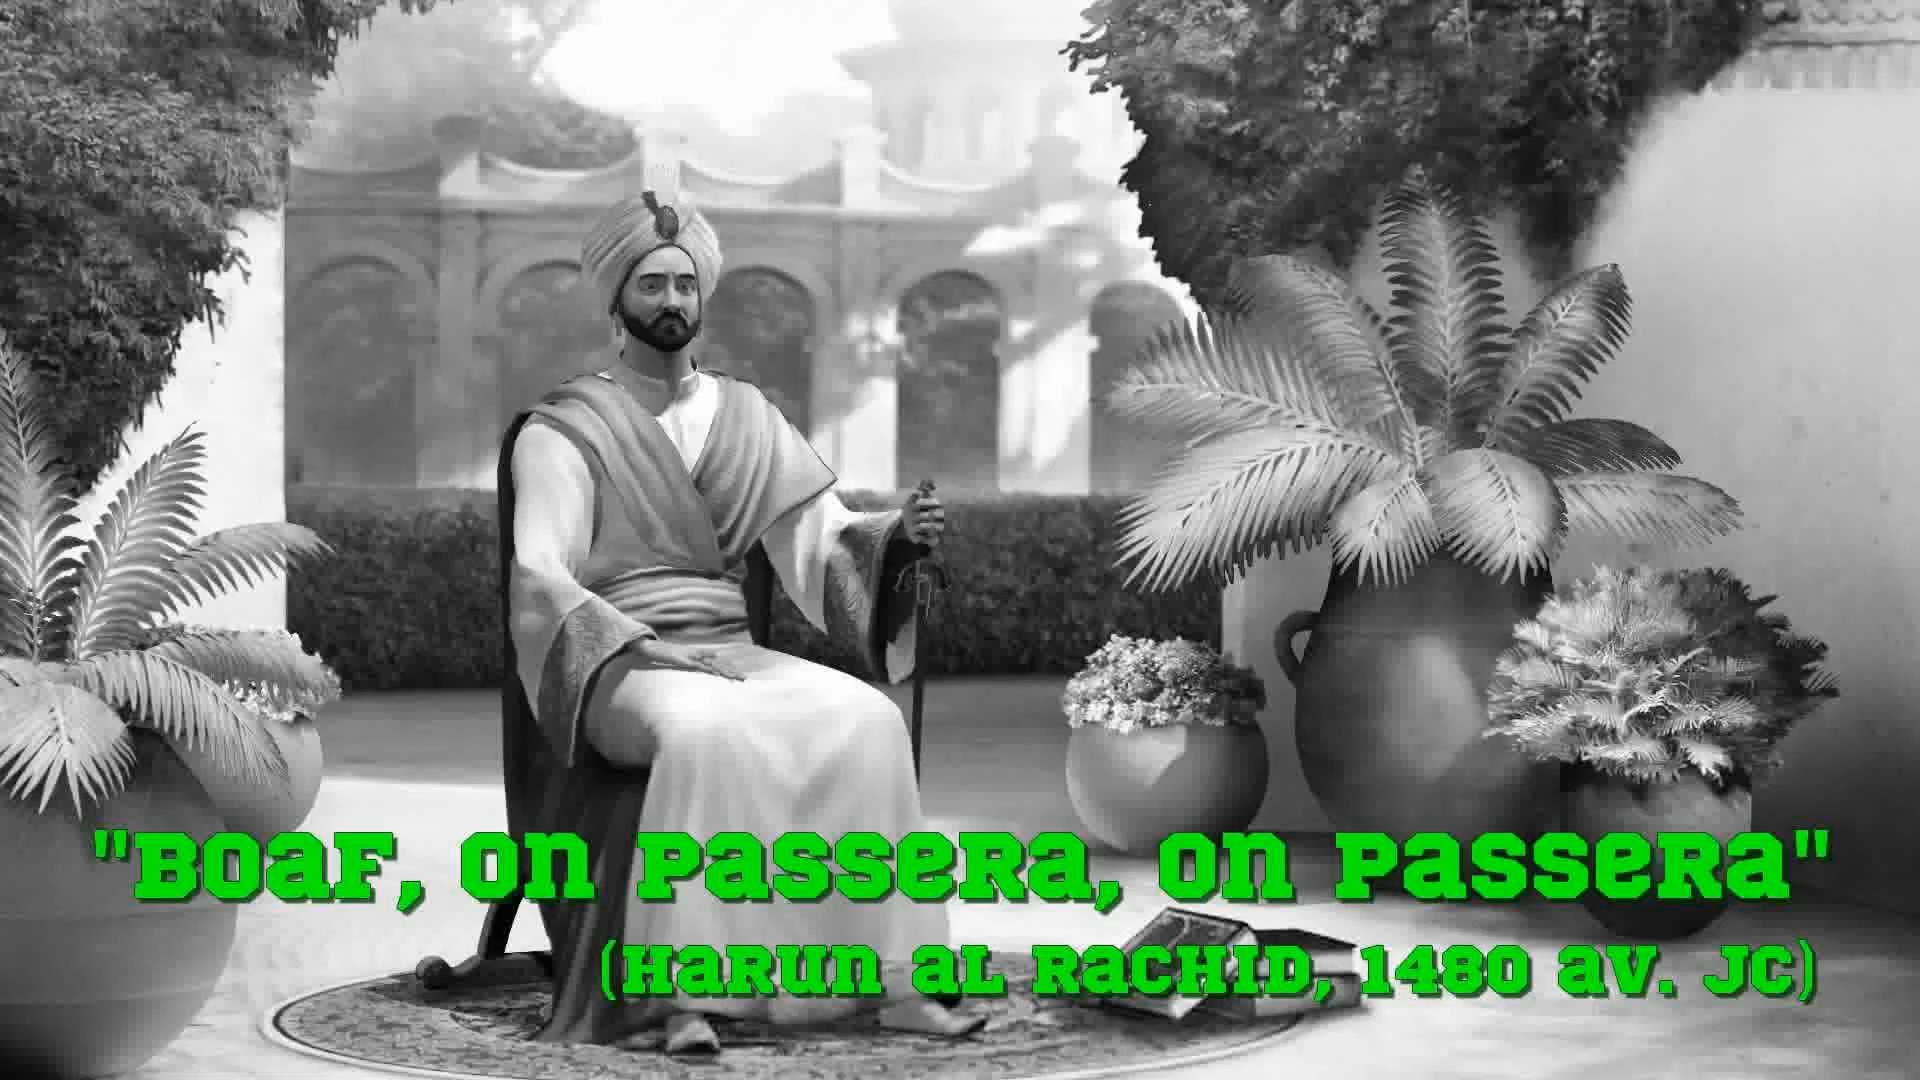 "Boaf, on passera, on passera"
(Harun al Rachid, 1480 av. JC)